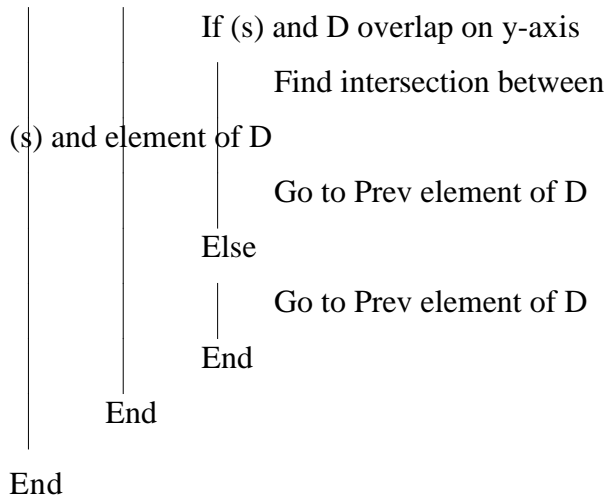 If (s) and D overlap on y-axis
Find intersection between
(s) and element of D
Go to Prev element of D
Else
Go to Prev element of D
End
End
End